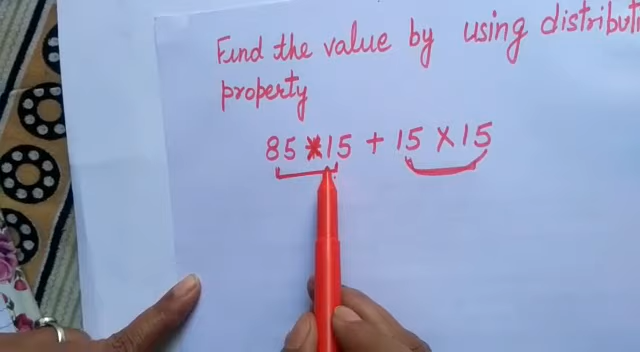 Find the value by using distributi
property
85 * 15 + 15 × 15